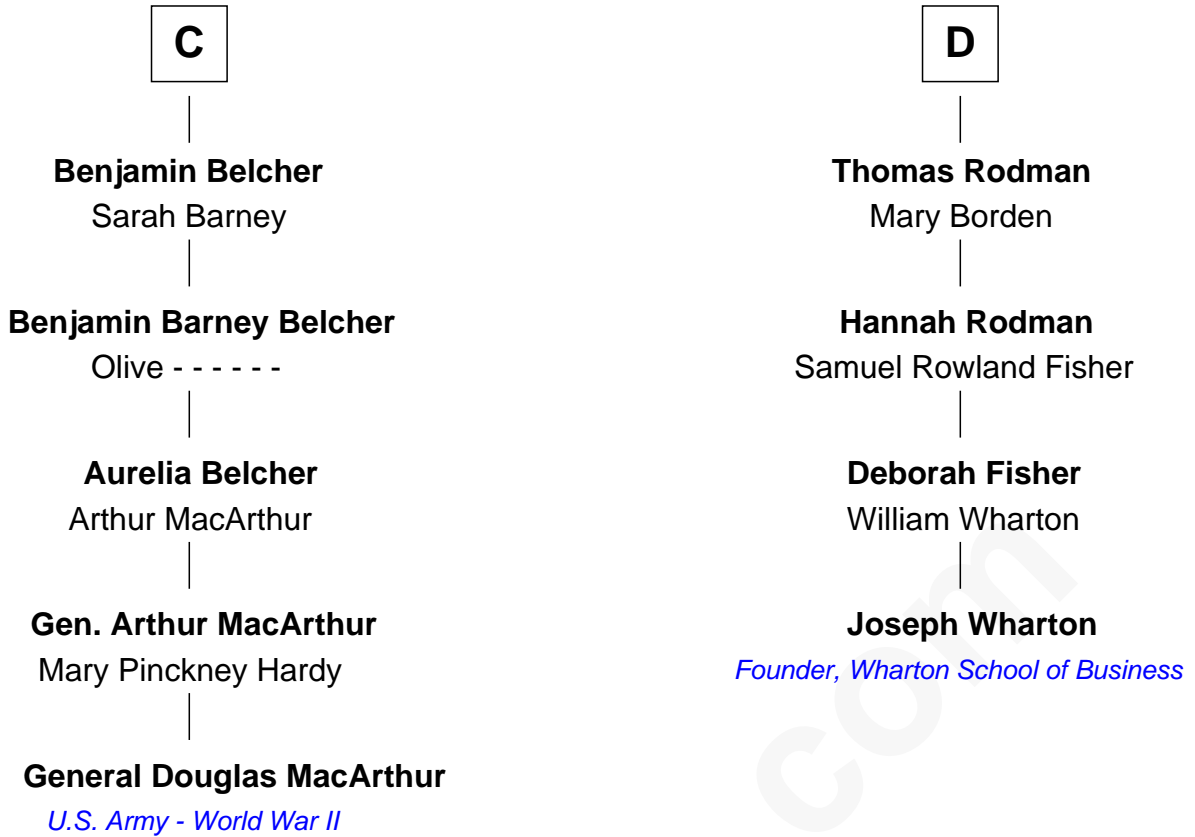 C
Benjamin Belcher
Sarah Barney
Benjamin Barney Belcher
Olive - - - - - -
Aurelia Belcher
Arthur MacArthur
Gen. Arthur MacArthur
Mary Pinckney Hardy
General Douglas MacArthur
U.S. Army - World War II
D
Thomas Rodman
Mary Borden
Hannah Rodman
Samuel Rowland Fisher
Deborah Fisher
William Wharton
Joseph Wharton
Founder, Wharton School of Business
com